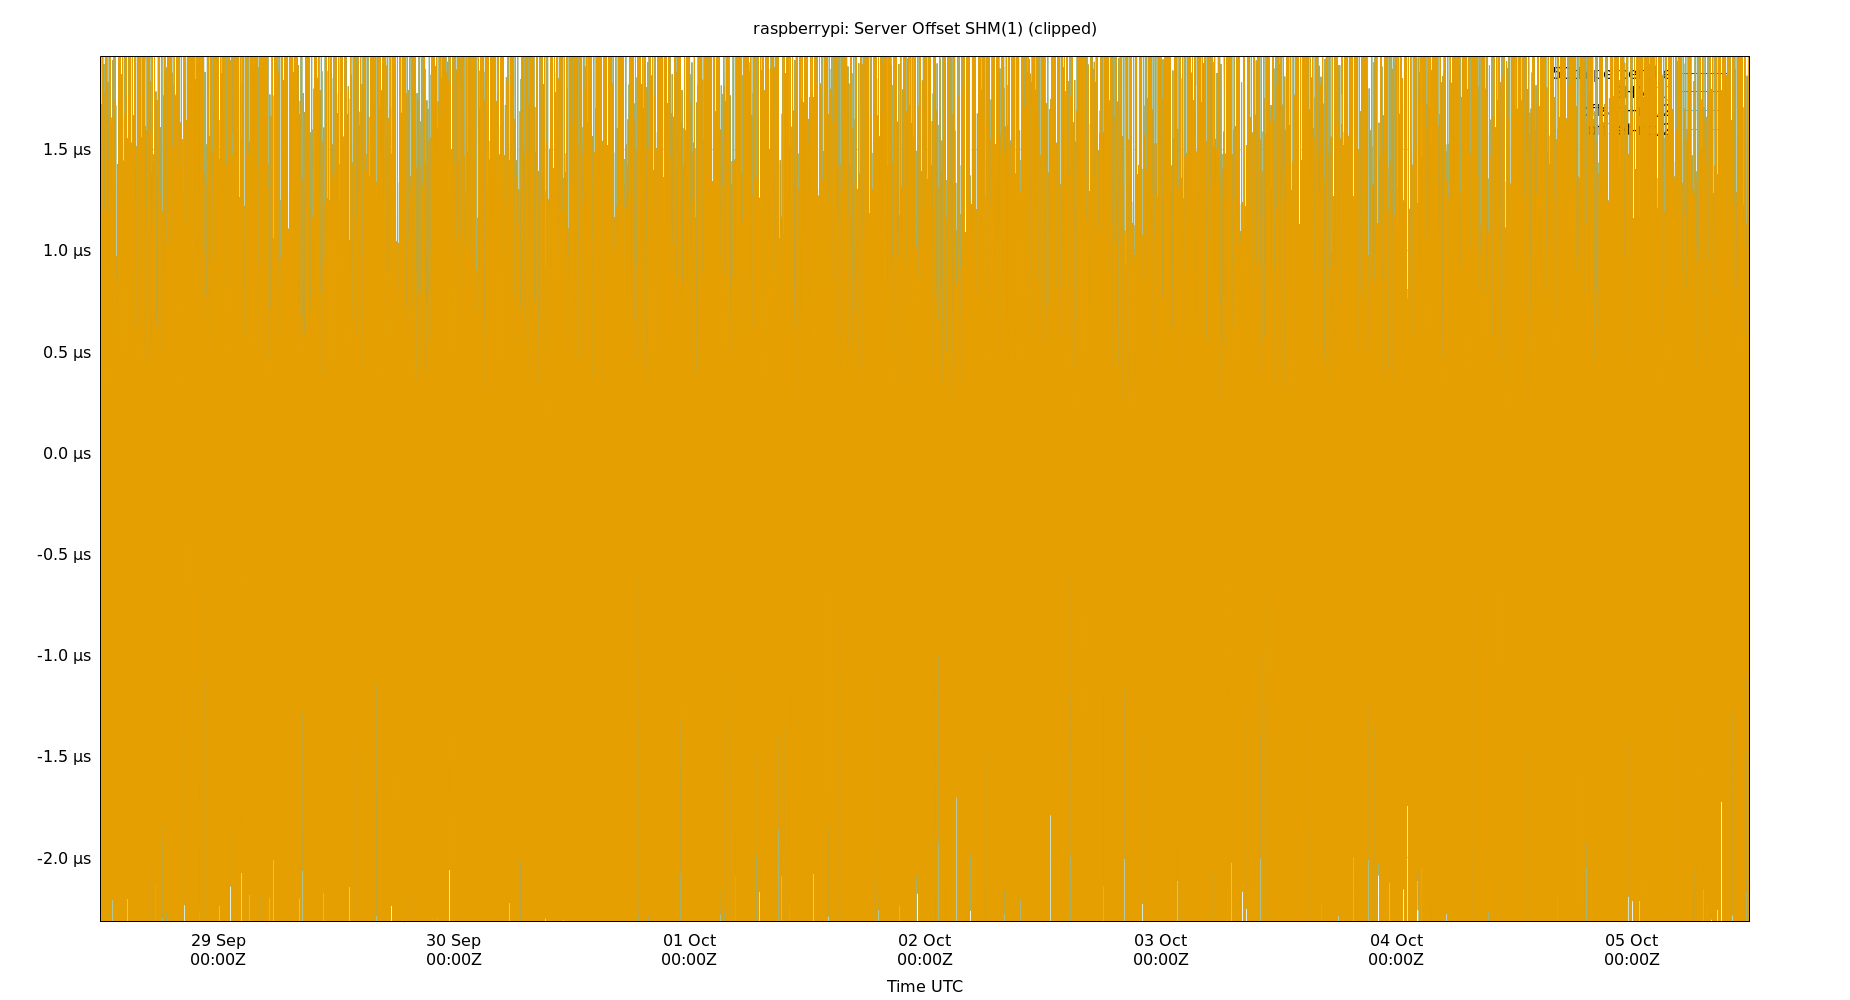 raspberrypi: Server Offset SHM(1) (clipped)
1.5 µs
1.0 µs
0.5 µs
0.0 µs
-0.5 µs
-1.0 µs
-1.5 µs
-2.0 µs
29 Sep 30 Sep 01 Oct 02 Oct 03 Oct 04 Oct 05 Oct
00:00Z 00:00Z 00:00Z 00:00Z 00:00Z 00:00Z 00:00Z
Time UTC